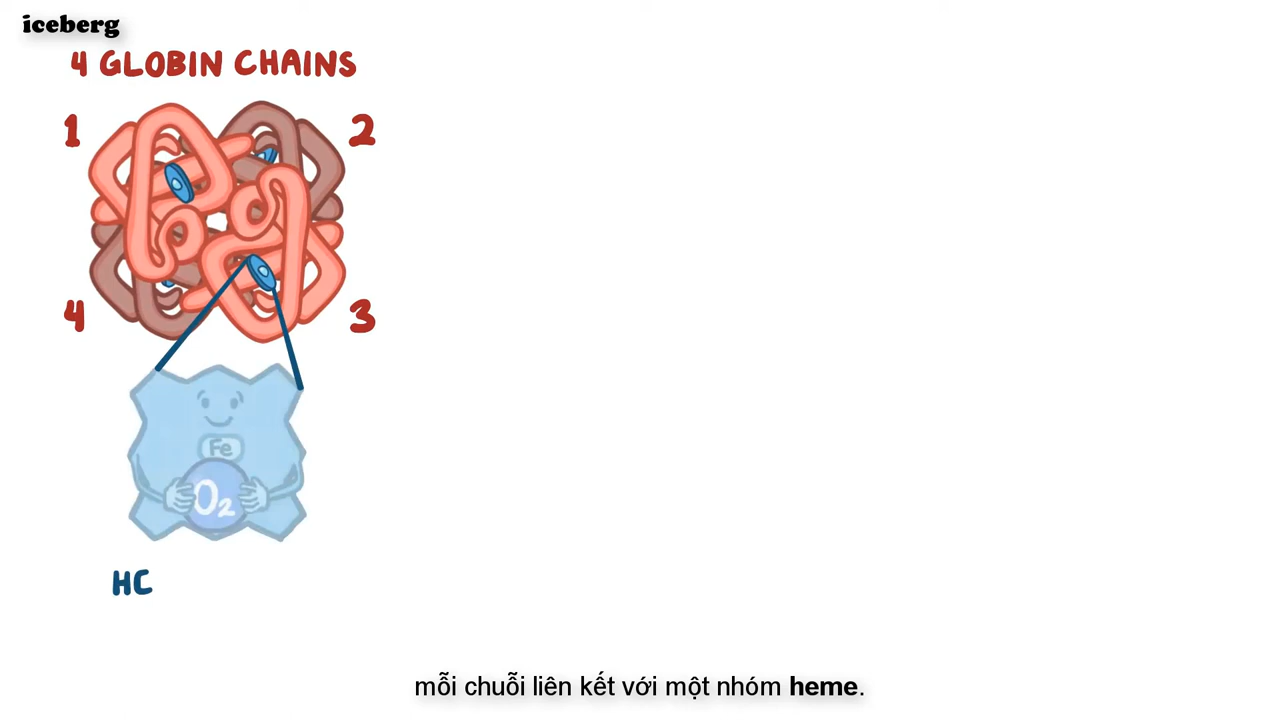 iceberg
4 GLOBIN CHAINS
1
2
4
3
Fe
O2
HC
mỗi chuỗi liên kết với một nhóm heme.